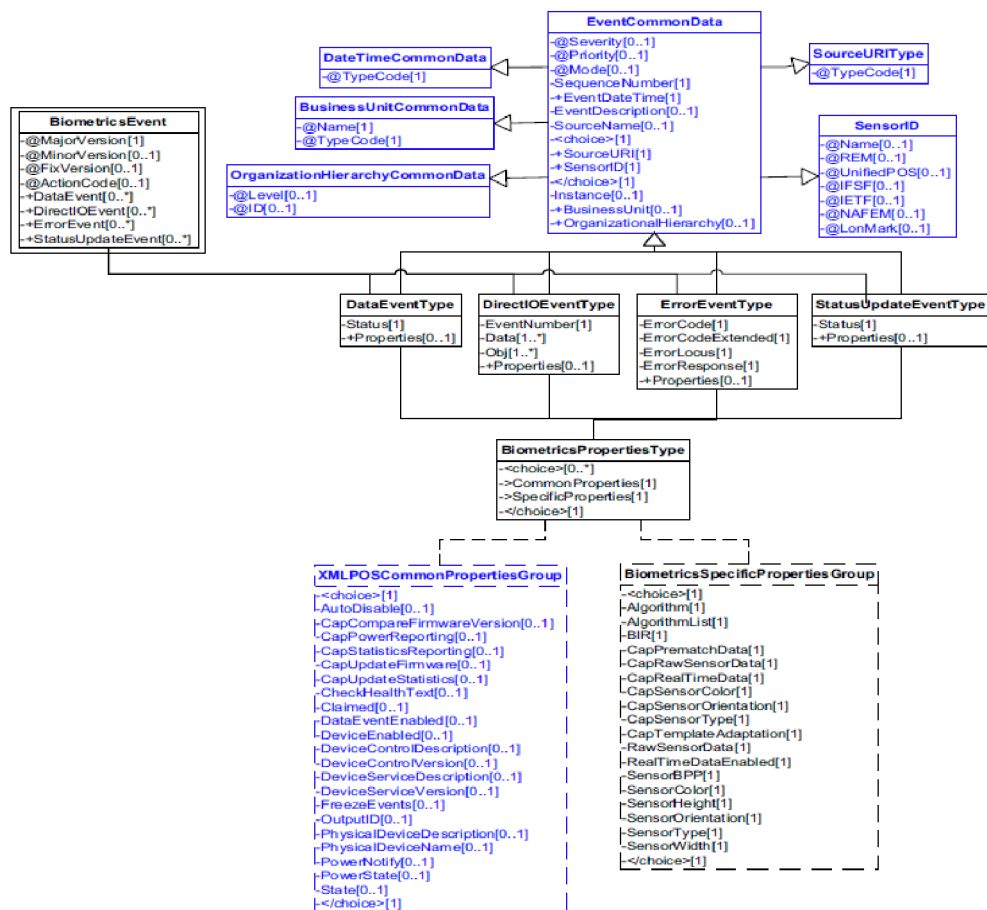 EventCommonData
-@Severity[0..1]
-@Priority[0..1]
-@Mode[0..1]
-SequenceNumber[1]
-+EventDateTime[1]
-EventDescription[0..1]
-SourceName[0..1]
-<choice>[1]
-+SourceURI[1]
-+SensorID[1]
-</choice>[1]
-Instance[0..1]
-+BusinessUnit[0..1]
-+OrganizationalHierarchy[0..1]
DateTimeCommonData
-@TypeCode[1]
SourceURIType
-@TypeCode[1]
BusinessUnitCommonData
-@Name[1]
-@TypeCode[1]
BiometricsEvent
-@MajorVersion[1]
-@MinorVersion[0..1]
-@FixVersion[0..1]
-@ActionCode[0..1]
-+DataEvent[0..*]
-+DirectIOEvent[0..*]
-+ErrorEvent[0..*]
-+StatusUpdateEvent[0..*]
SensorID
-@Name[0..1]
-@REM[0..1]
-@UnifiedPOS[0..1]
-@IFSF[0..1]
-@IETF[0..1]
-@NAFEM[0..1]
-@LonMark[0..1]
OrganizationHierarchyCommonData
-@Level[0..1]
-@ID[0..1]
DataEventType
-Status[1]
-+Properties[0..1]
DirectIOEventType
-EventNumber[1]
-Data[1..*]
-Obj[1..*]
-+Properties[0..1]
ErrorEventType
-ErrorCode[1]
-ErrorCodeExtended[1]
-ErrorLocus[1]
-ErrorResponse[1]
-+Properties[0..1]
StatusUpdateEventType
-Status[1]
-+Properties[0..1]
BiometricsPropertiesType
-<choice>[0..*]
->CommonProperties[1]
->SpecificProperties[1]
-</choice>[1]
XMLPOSCommonPropertiesGroup
-<choice>[1]
-AutoDisable[0..1]
-CapCompareFirmwareVersion[0..1]
-CapPowerReporting[0..1]
-CapStatisticsReporting[0..1]
-CapUpdateFirmware[0..1]
-CapUpdateStatistics[0..1]
-CheckHealthText[0..1]
-Claimed[0..1]
-DataEventEnabled[0..1]
-DeviceEnabled[0..1]
-DeviceControlDescription[0..1]
-DeviceControlVersion[0..1]
-DeviceServiceDescription[0..1]
-DeviceServiceVersion[0..1]
-FreezeEvents[0..1]
-OutputID[0..1]
-PhysicalDeviceDescription[0..1]
-PhysicalDeviceName[0..1]
-PowerNotify[0..1]
-PowerState[0..1]
-State[0..1]
-</choice>[1]
BiometricsSpecificPropertiesGroup
-<choice>[1]
-Algorithm[1]
-AlgorithmList[1]
-BIR[1]
-CapPrematchData[1]
-CapRawSensorData[1]
-CapRealTimeData[1]
-CapSensorColor[1]
-CapSensorOrientation[1]
-CapSensorType[1]
-CapTemplateAdaptation[1]
-RawSensorData[1]
-RealTimeDataEnabled[1]
-SensorBPP[1]
-SensorColor[1]
-SensorHeight[1]
-SensorOrientation[1]
-SensorType[1]
-SensorWidth[1]
-</choice>[1]